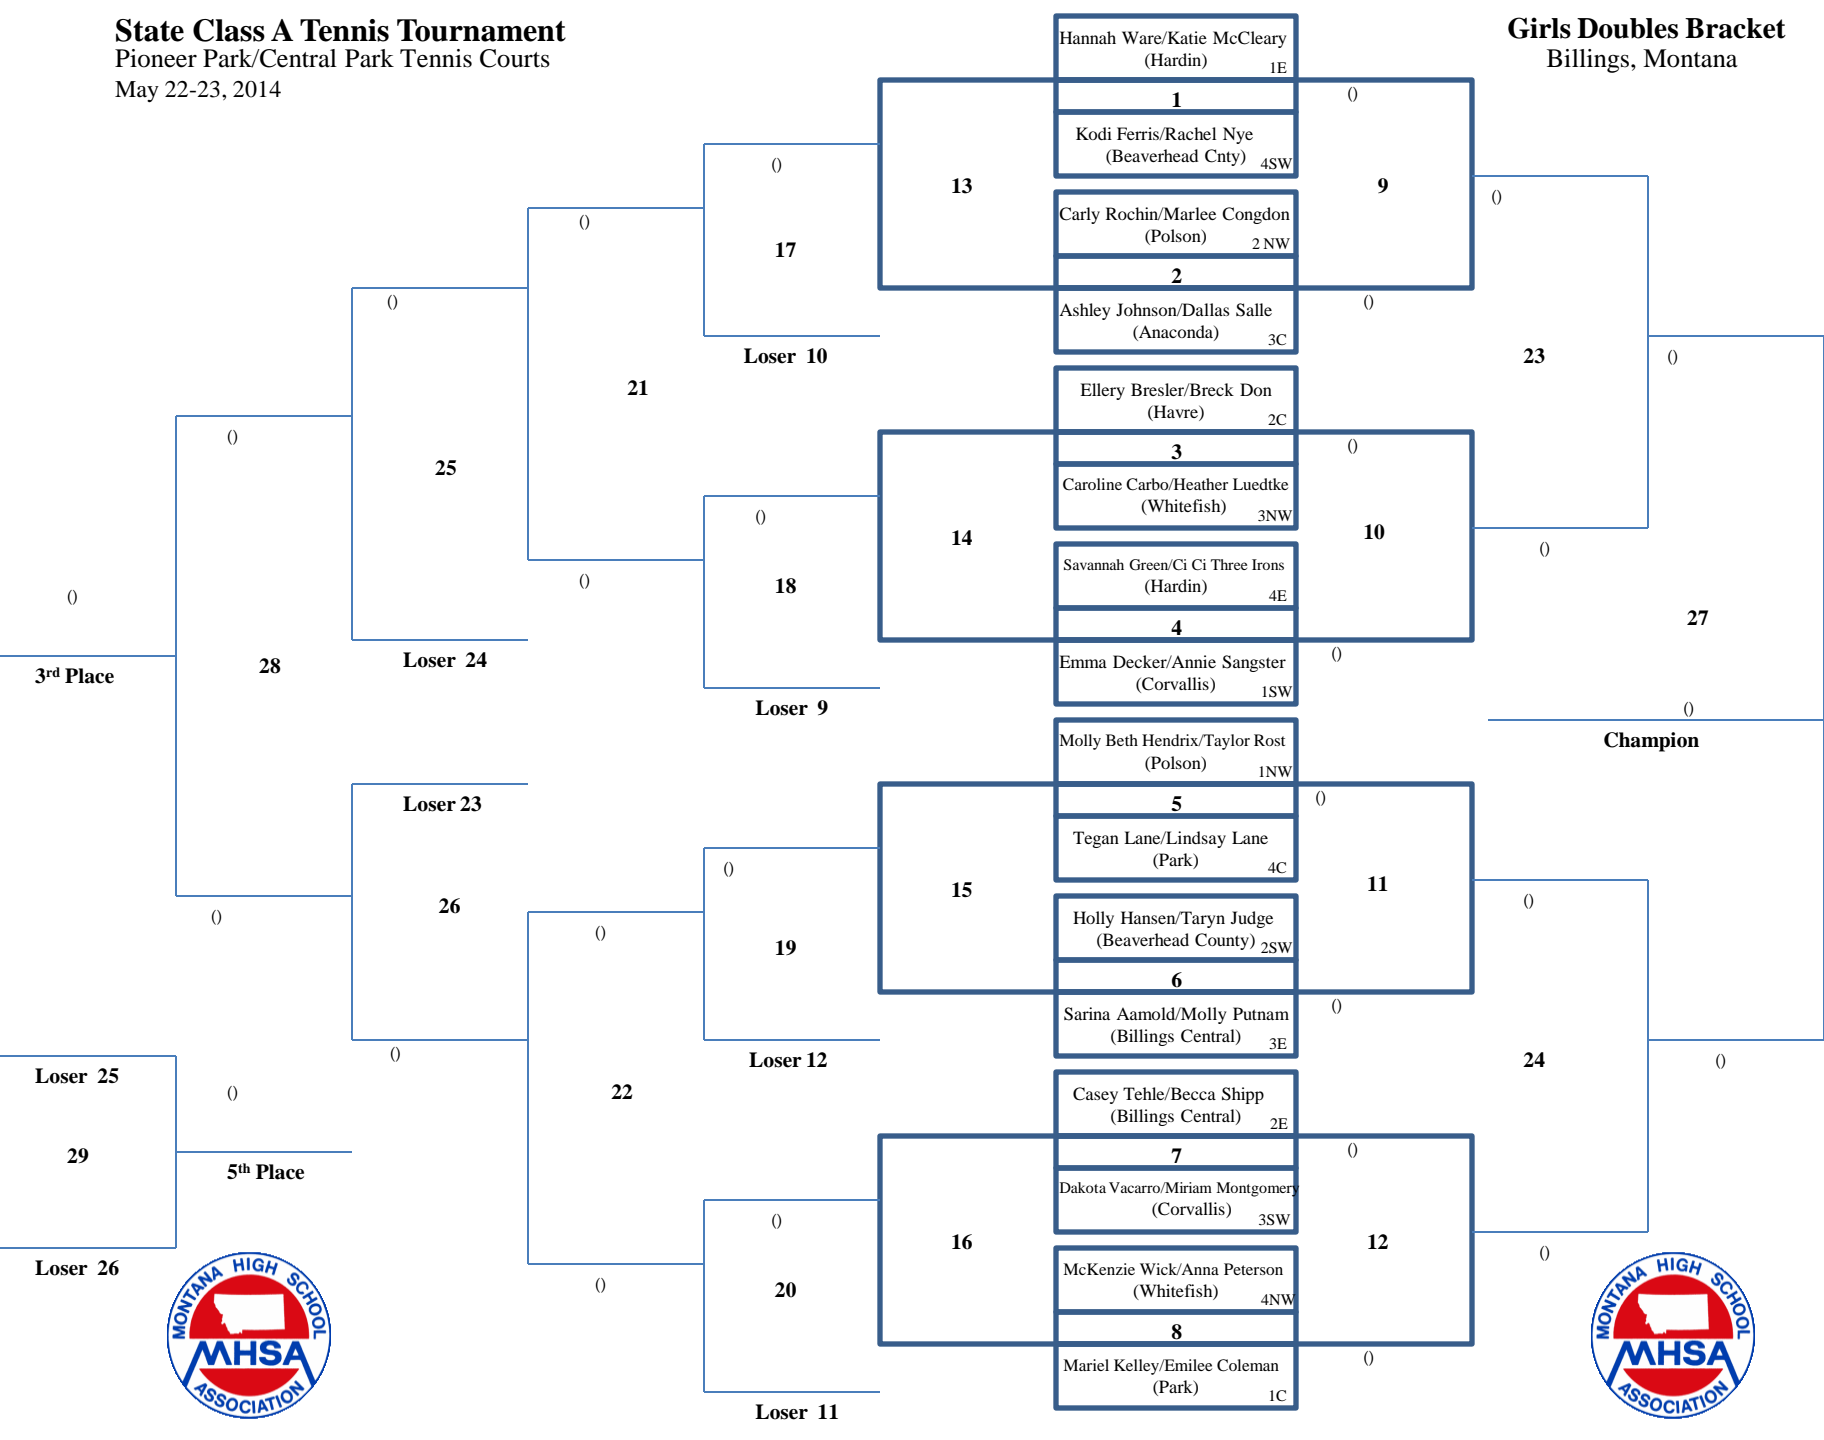 State Class A Tennis Tournament
Pioneer Park/Central Park Tennis Courts
May 22-23, 2014
Girls Doubles Bracket
Billings, Montana
Hannah Ware/Katie McCleary
(Hardin)
1E
1
Kodi Ferris/Rachel Nye
(Beaverhead Cnty)
4SW
Carly Rochin/Marlee Congdon
(Polson)
2 NW
2
Ashley Johnson/Dallas Salle
(Anaconda)
3C
Ellery Bresler/Breck Don
(Havre)
2C
3
Caroline Carbo/Heather Luedtke
(Whitefish)
3NW
Savannah Green/Ci Ci Three Irons
(Hardin)
4E
4
Emma Decker/Annie Sangster
(Corvallis)
1SW
Molly Beth Hendrix/Taylor Rost
(Polson)
1NW
5
Tegan Lane/Lindsay Lane
(Park)
4C
Holly Hansen/Taryn Judge
(Beaverhead County)
2SW
6
Sarina Aamold/Molly Putnam
(Billings Central)
3E
Casey Tehle/Becca Shipp
(Billings Central)
2E
7
Dakota Vacarro/Miriam Montgomery
(Corvallis)
3SW
McKenzie Wick/Anna Peterson
(Whitefish)
4NW
8
Mariel Kelley/Emilee Coleman
(Park)
1C
()
9
()
()
10
()
()
11
()
()
12
()
()
23
()
()
24
()
()
27
()
()
Champion
13
14
15
16
()
17
Loser 10
()
18
Loser 9
()
19
Loser 12
()
20
Loser 11
()
21
()
()
22
()
()
25
Loser 24
Loser 23
26
()
()
28
()
()
3rd Place
Loser 25
29
Loser 26
()
5th Place
MONTANA HIGH SCHOOL
MHSA
ASSOCIATION
MONTANA HIGH SCHOOL
MHSA
ASSOCIATION